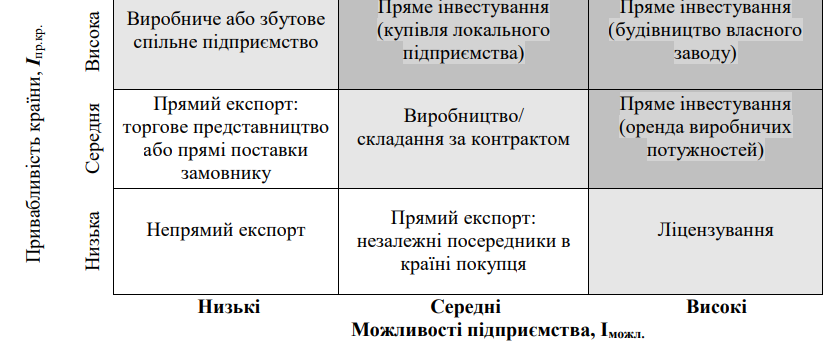 Привабливість країни, Iпр.кр.
Висока
Виробниче або збутове
спільне підприємство
Пряме інвестування
(купівля локального
підприємства)
Пряме інвестування
(будівництво власного
заводу)
Середня
Прямий експорт:
торгове представництво
або прямі поставки
замовнику
Виробництво/
складання за контрактом
Пряме інвестування
(оренда виробничих
потужностей)
Низька
Непрямий експорт
Прямий експорт:
незалежні посередники в
країні покупця
Ліцензування
Низькі
Середні
Високі
Можливості підприємства, Iможл.